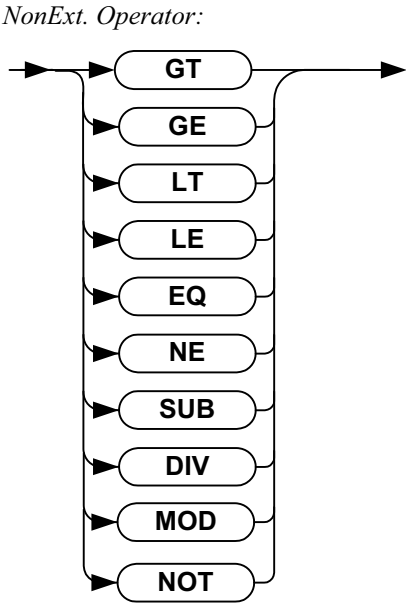 NonExt. Operator:
GT
GE
LT
LE
EQ
NE
SUB
DIV
MOD
NOT